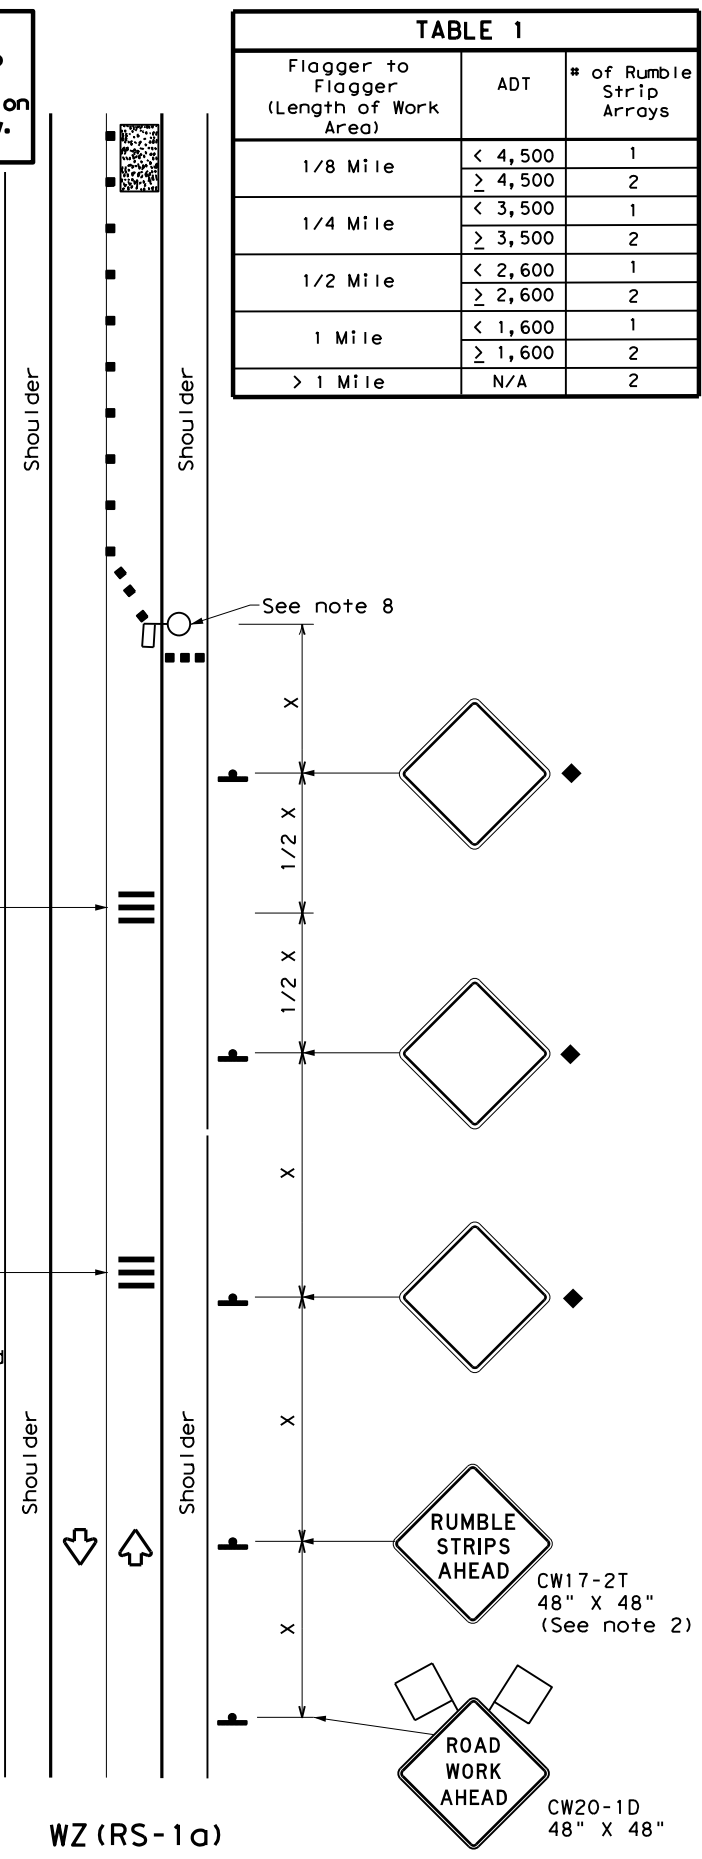 on
TABLE 1
Flagger to
Flagger
(Length of Work
Area)
ADT
# of Rumble
Strip
Arrays
1/8 Mile
< 4,500
1
≥ 4,500
2
1/4 Mile
< 3,500
1
≥ 3,500
2
1/2 Mile
< 2,600
1
≥ 2,600
2
1 Mile
< 1,600
1
≥ 1,600
2
> 1 Mile
N/A
2
Shoulder
Shoulder
See note 8
X
1/2 X
1/2 X
X
X
Shoulder
Shoulder
RUMBLE
STRIPS
AHEAD
CW17-2T
48" X 48"
(See note 2)
X
ROAD
WORK
AHEAD
CW20-1D
48" X 48"
WZ(RS-1a)